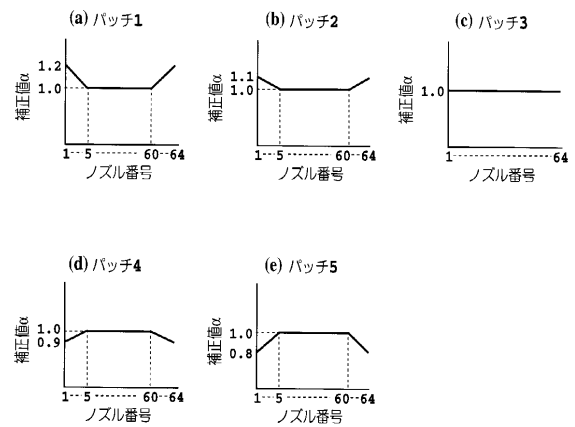 (a) パッチ1
補正値α
1.2
1.0
1 5 60 64
ノズル番号
(b) パッチ2
補正値α
1.1
1.0
1 5 60 64
ノズル番号
(c) パッチ3
補正値α
1.0
1 64
ノズル番号
(d) パッチ4
補正値α
1.0
0.9
1 5 60 64
ノズル番号
(e) パッチ5
補正値α
1.0
0.8
1 5 60 64
ノズル番号